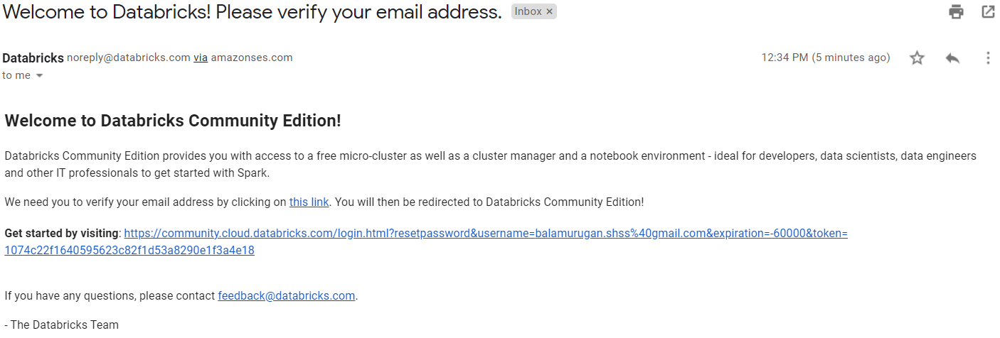 Welcome to Databricks! Please verify your email address. Inbox ×
Databricks noreply@databricks.com via amazonses.com 12:34 PM (5 minutes ago)
to me
Welcome to Databricks Community Edition!
Databricks Community Edition provides you with access to a free micro-cluster as well as a cluster manager and a notebook environment - ideal for developers, data scientists, data engineers
and other IT professionals to get started with Spark.
We need you to verify your email address by clicking on this link. You will then be redirected to Databricks Community Edition!
Get started by visiting: https://community.cloud.databricks.com/login.html?resetpassword&username=balamurugan.shss%40gmail.com&expiration=-60000&token=
1074c22f1640595623c82f1d53a8290e1f3a4e18
If you have any questions, please contact feedback@databricks.com.
- The Databricks Team